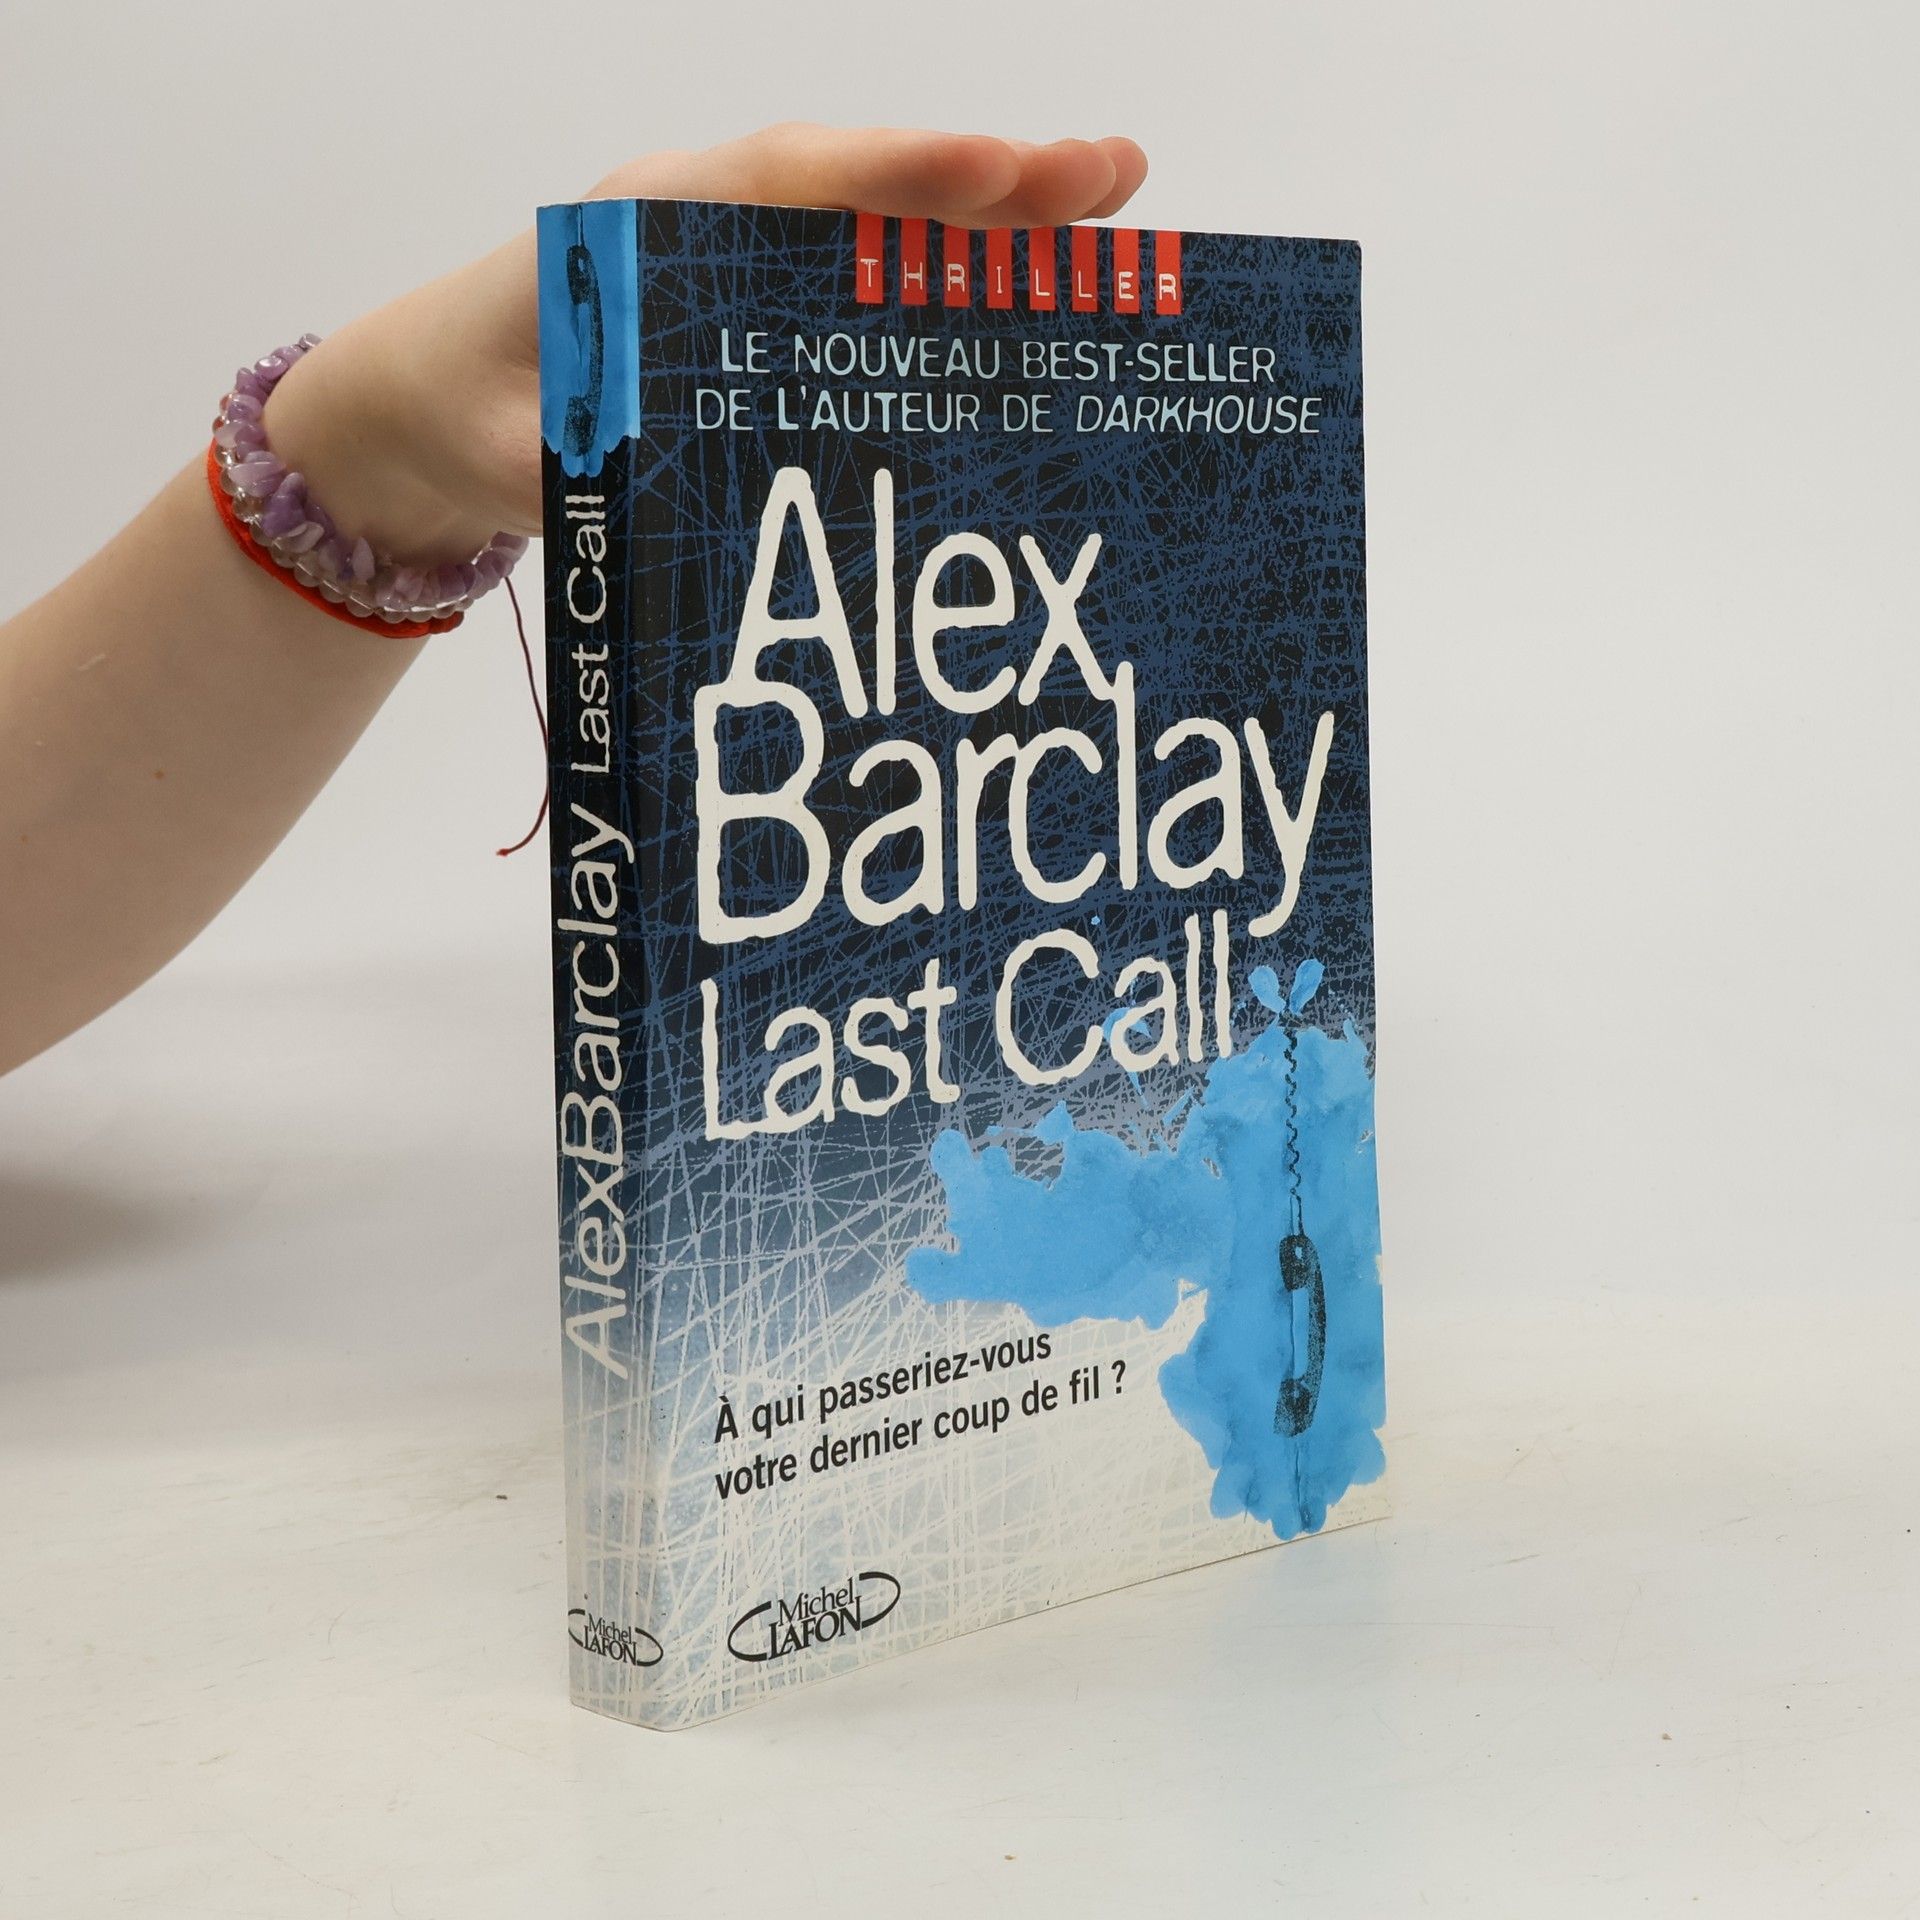 THRILLER
LE NOUVEAU BEST-SELLER
DE L'AUTEUR DE DARKHOUSE
Alex
Barclay
Last Call
À qui passeriez-vous
votre dernier coup de fil ?
Michel
LAFON
AlexBarclay Last Call
Michel
LAFON